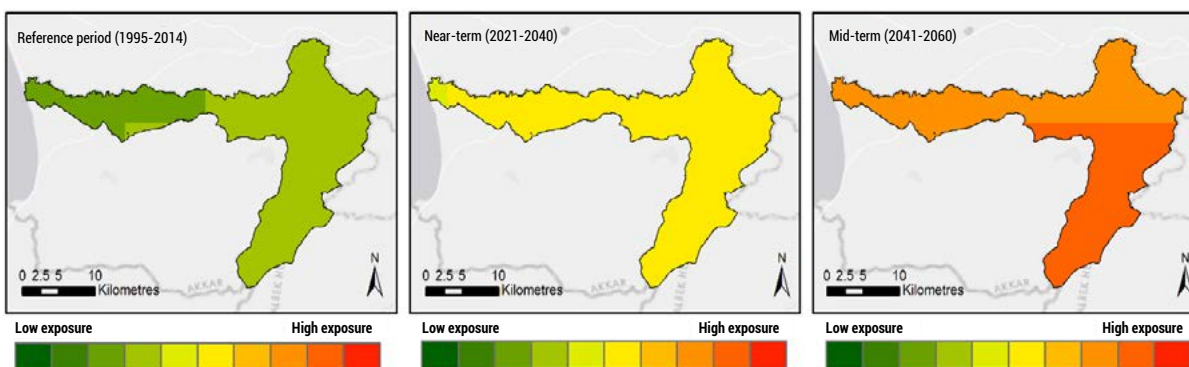 Reference period (1995-2014)
N
0 2.5 5 10
Kilometres
AKKAR
Low exposure High exposure
Near-term (2021-2040)
N
0 2.5 5 10
Kilometres
AKKAR
Low exposure High exposure
Mid-term (2041-2060)
N
0 2.5 5 10
Kilometres
AKKAR
Low exposure High exposure